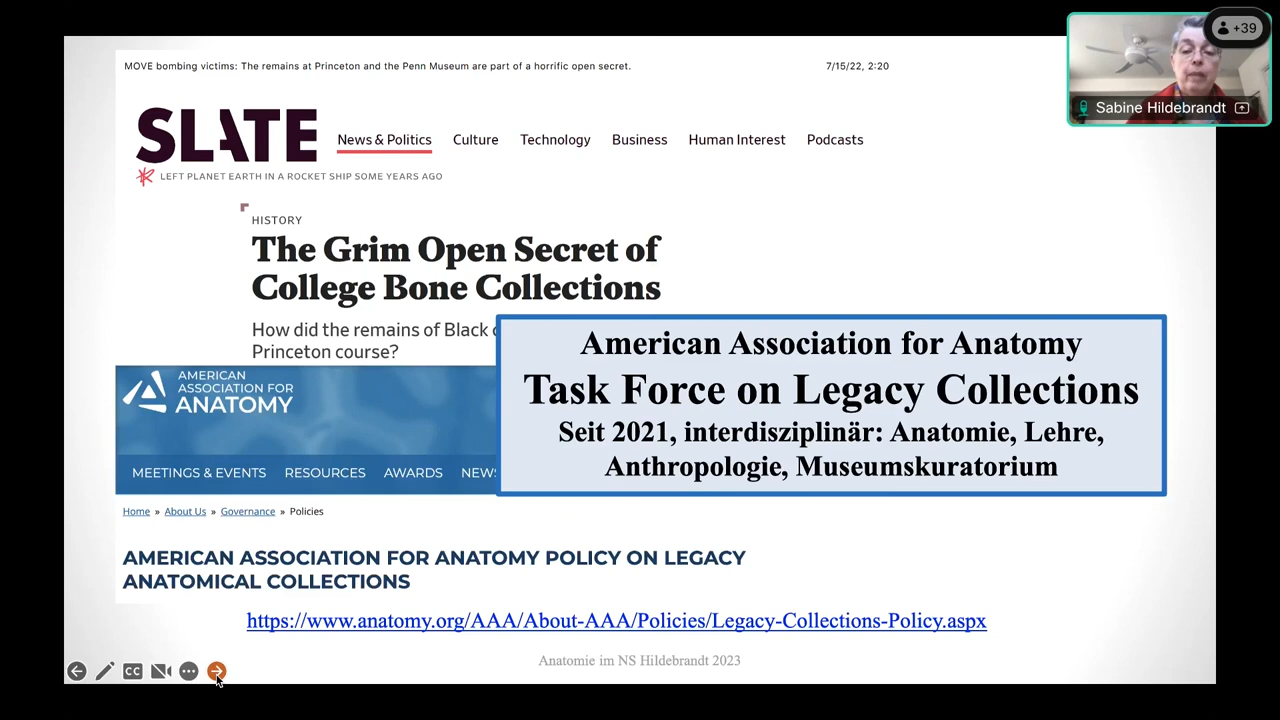 MOVE bombing victims: The remains at Princeton and the Penn Museum are part of a horrific open secret.
7/15/22, 2:20
+39
Sabine Hildebrandt
SLATE
News & Politics Culture Technology Business Human Interest Podcasts
LEFT PLANET EARTH IN A ROCKET SHIP SOME YEARS AGO
HISTORY
The Grim Open Secret of
College Bone Collections
How did the remains of Black
Princeton course?
American Association for Anatomy
Task Force on Legacy Collections
Seit 2021, interdisziplinär: Anatomie, Lehre,
Anthropologie, Museumskuratorium
AMERICAN
ASSOCIATION FOR
ANATOMY
MEETINGS & EVENTS RESOURCES AWARDS NEWS
Home » About Us » Governance » Policies
AMERICAN ASSOCIATION FOR ANATOMY POLICY ON LEGACY
ANATOMICAL COLLECTIONS
https://www.anatomy.org/AAA/About-AAA/Policies/Legacy-Collections-Policy.aspx
Anatomie im NS Hildebrandt 2023
CC